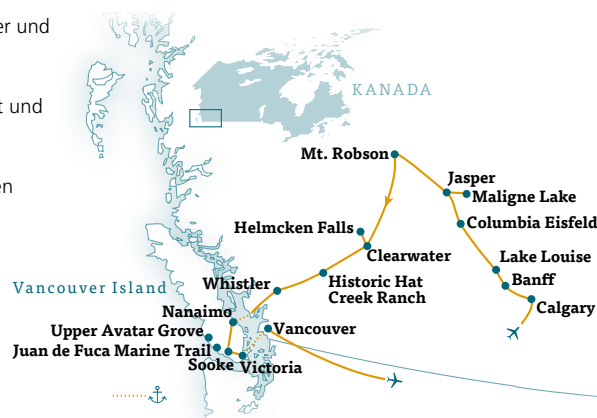 er und
t und
en
KANADA
Mt. Robson
Jasper
Maligne Lake
Helmcken Falls
Columbia Eisfeld
Clearwater
Lake Louise
Whistler
Historic Hat
Creek Ranch
Banff
Vancouver Island
Calgary
Nanaimo
Upper Avatar Grove
Vancouver
Juan de Fuca Marine Trail
Sooke
Victoria